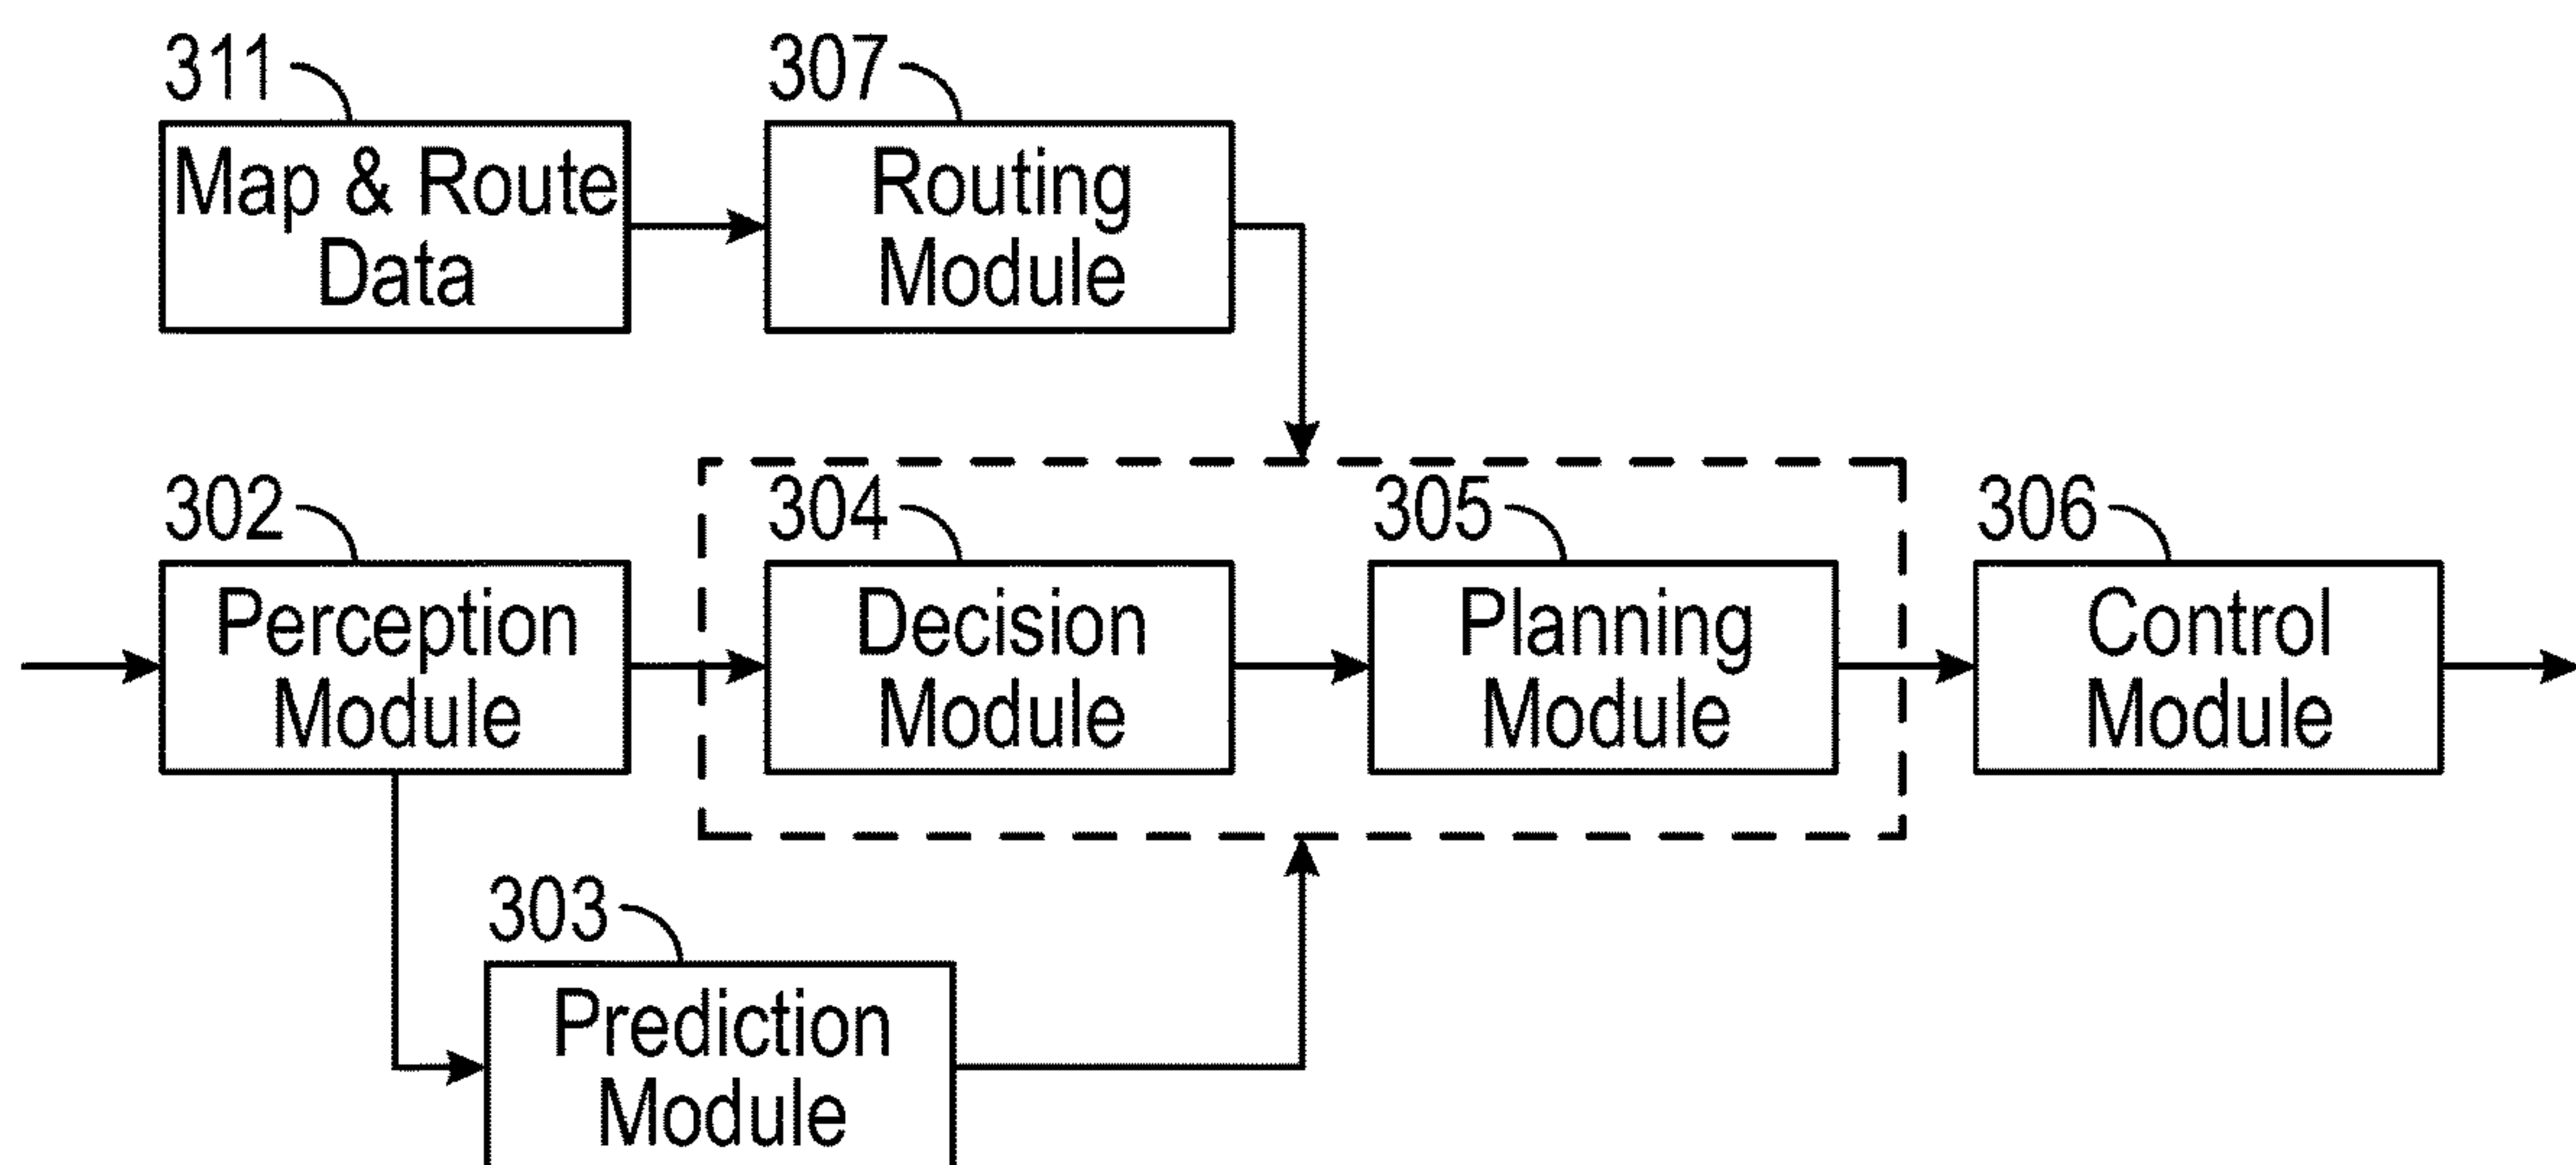 311
Map & Route
Data
307
Routing
Module
302
Perception
Module
304
Decision
Module
305
Planning
Module
306
Control
Module
303
Prediction
Module